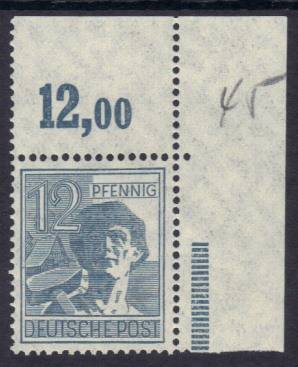 12,00
45
12 PFENNIG
DEUTSCHE POST